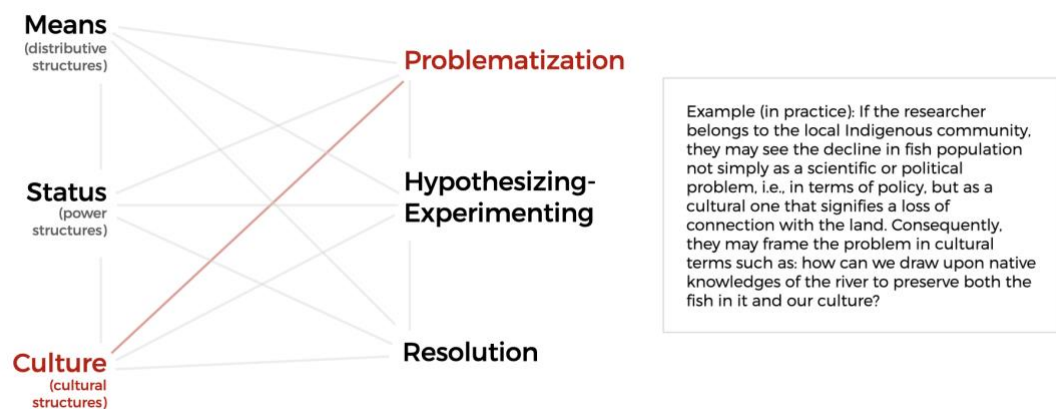 Means
(distributive
structures)
Problematization
Status
(power
structures)
Hypothesizing-
Experimenting
Culture
(cultural
structures)
Resolution
Example (in practice): If the researcher
belongs to the local Indigenous community,
they may see the decline in fish population
not simply as a scientific or political
problem, i.e., in terms of policy, but as a
cultural one that signifies a loss of
connection with the land. Consequently,
they may frame the problem in cultural
terms such as: how can we draw upon native
knowledges of the river to preserve both the
fish in it and our culture?